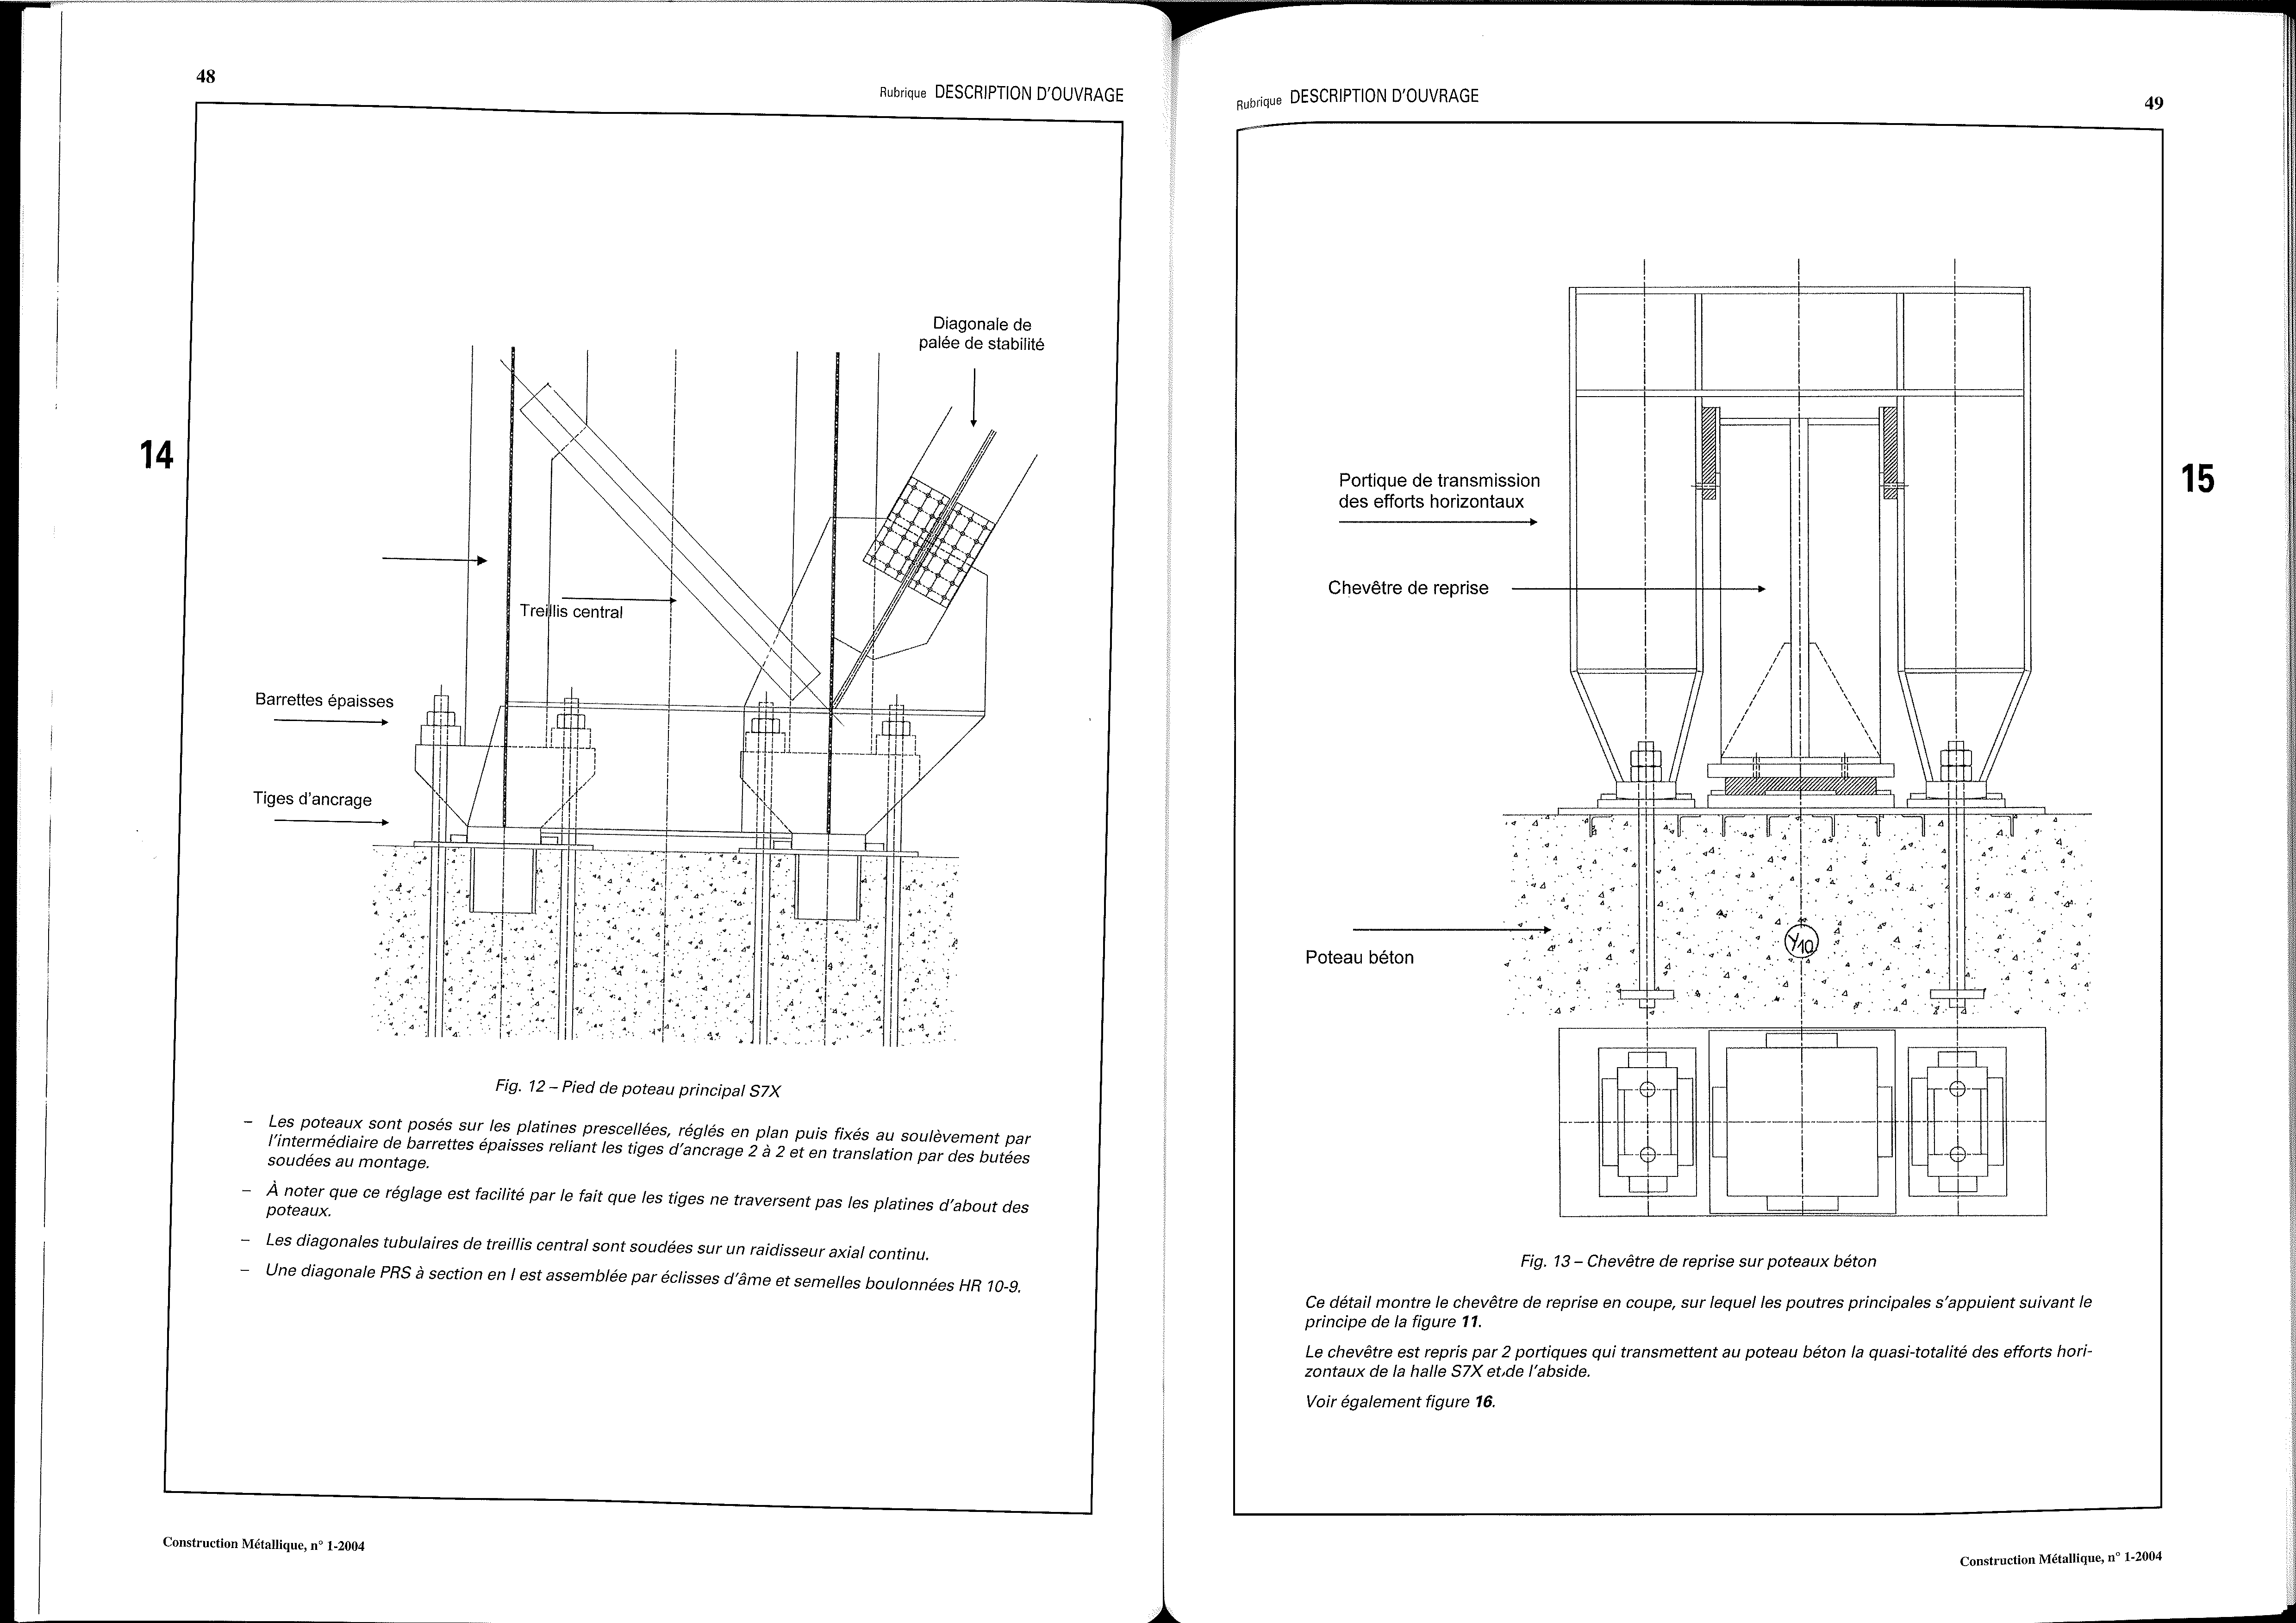 48
Rubrique DESCRIPTION D'OUVRAGE
14
Diagonale de
palée de stabilité
Treillis central
Barrettes épaisses
Tiges d'ancrage
Fig. 12 – Pied de poteau principal S7X
– Les poteaux sont posés sur les platines prescellées, réglés en plan puis fixés au soulèvement par
l'intermédiaire de barrettes épaisses reliant les tiges d'ancrage 2 à 2 et en translation par des butées
soudées au montage.
– À noter que ce réglage est facilité par le fait que les tiges ne traversent pas les platines d'about des
poteaux.
– Les diagonales tubulaires de treillis central sont soudées sur un raidisseur axial continu.
– Une diagonale PRS à section en I est assemblée par éclisses d'âme et semelles boulonnées HR 10-9.
Construction Métallique, n° 1-2004
Rubrique DESCRIPTION D'OUVRAGE
49
15
Portique de transmission
des efforts horizontaux
Chevêtre de reprise
Y10
Poteau béton
Fig. 13 – Chevêtre de reprise sur poteaux béton
Ce détail montre le chevêtre de reprise en coupe, sur lequel les poutres principales s'appuient suivant le
principe de la figure 11.
Le chevêtre est repris par 2 portiques qui transmettent au poteau béton la quasi-totalité des efforts hori-
zontaux de la halle S7X et de l'abside.
Voir également figure 16.
Construction Métallique, n° 1-2004